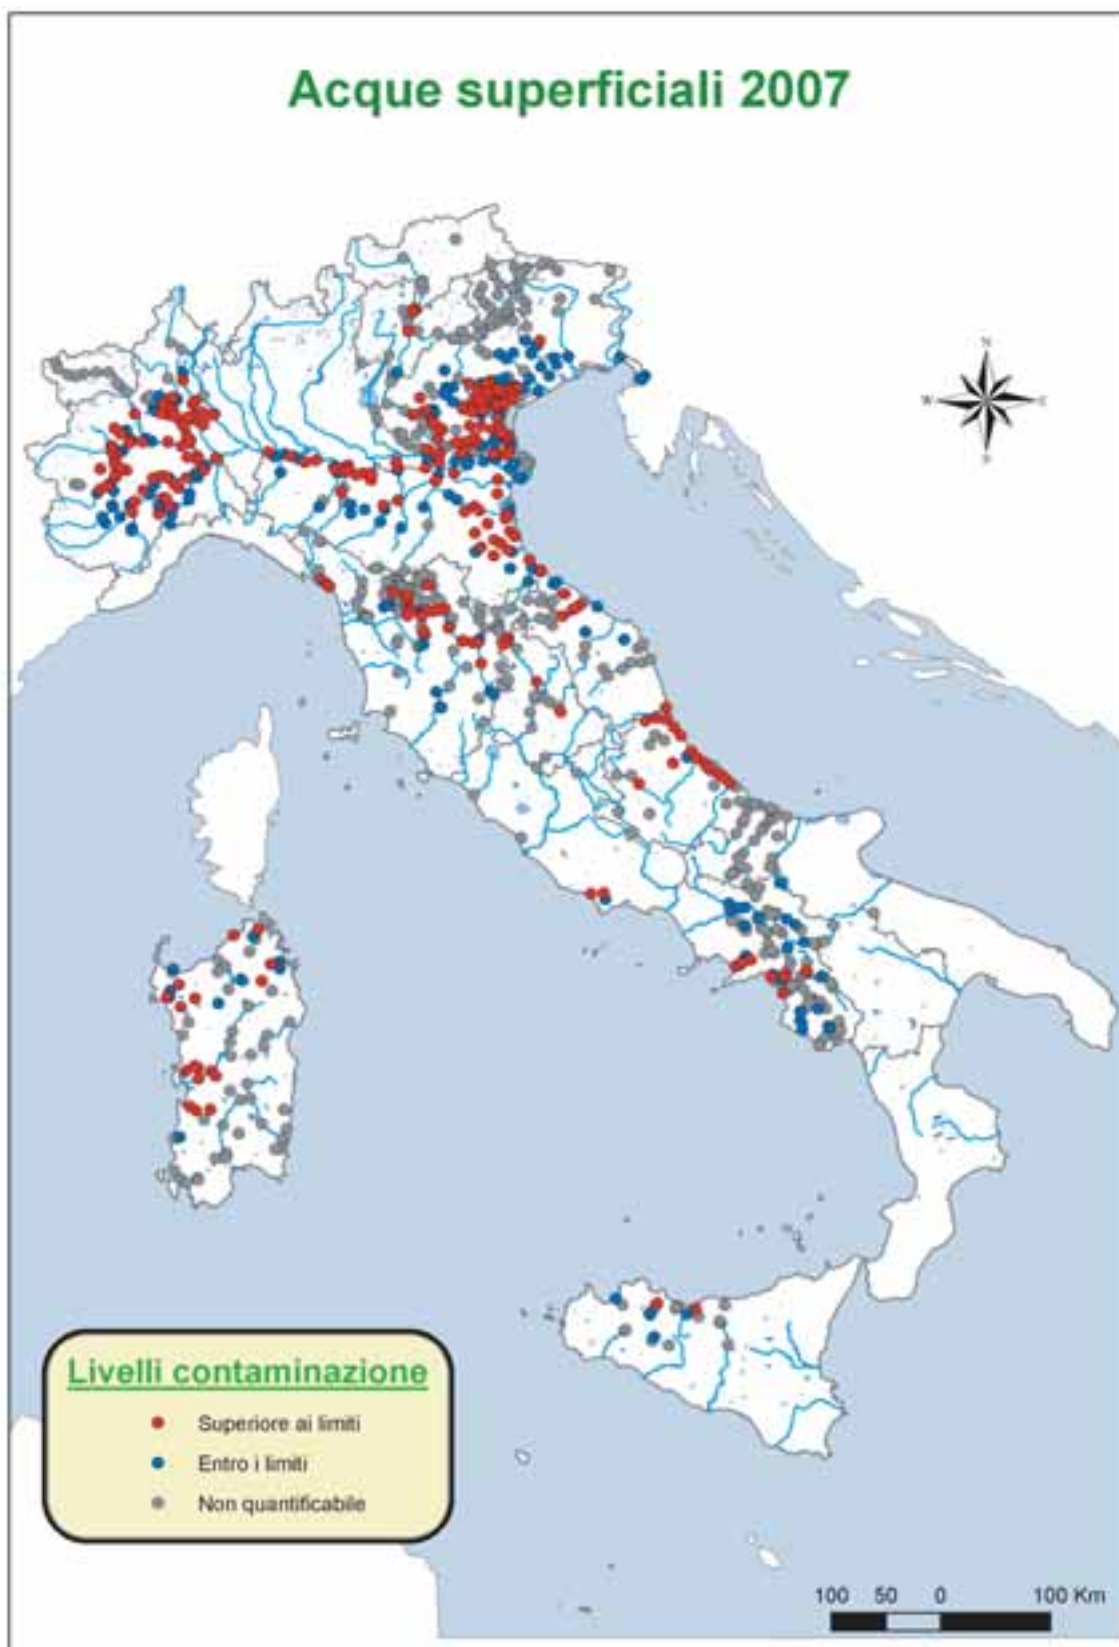 Acque superficiali 2007
N
W E
S
Livelli contaminazione
Superiore ai limiti
Entro i limiti
Non quantificabile
100 50 0 100 Km